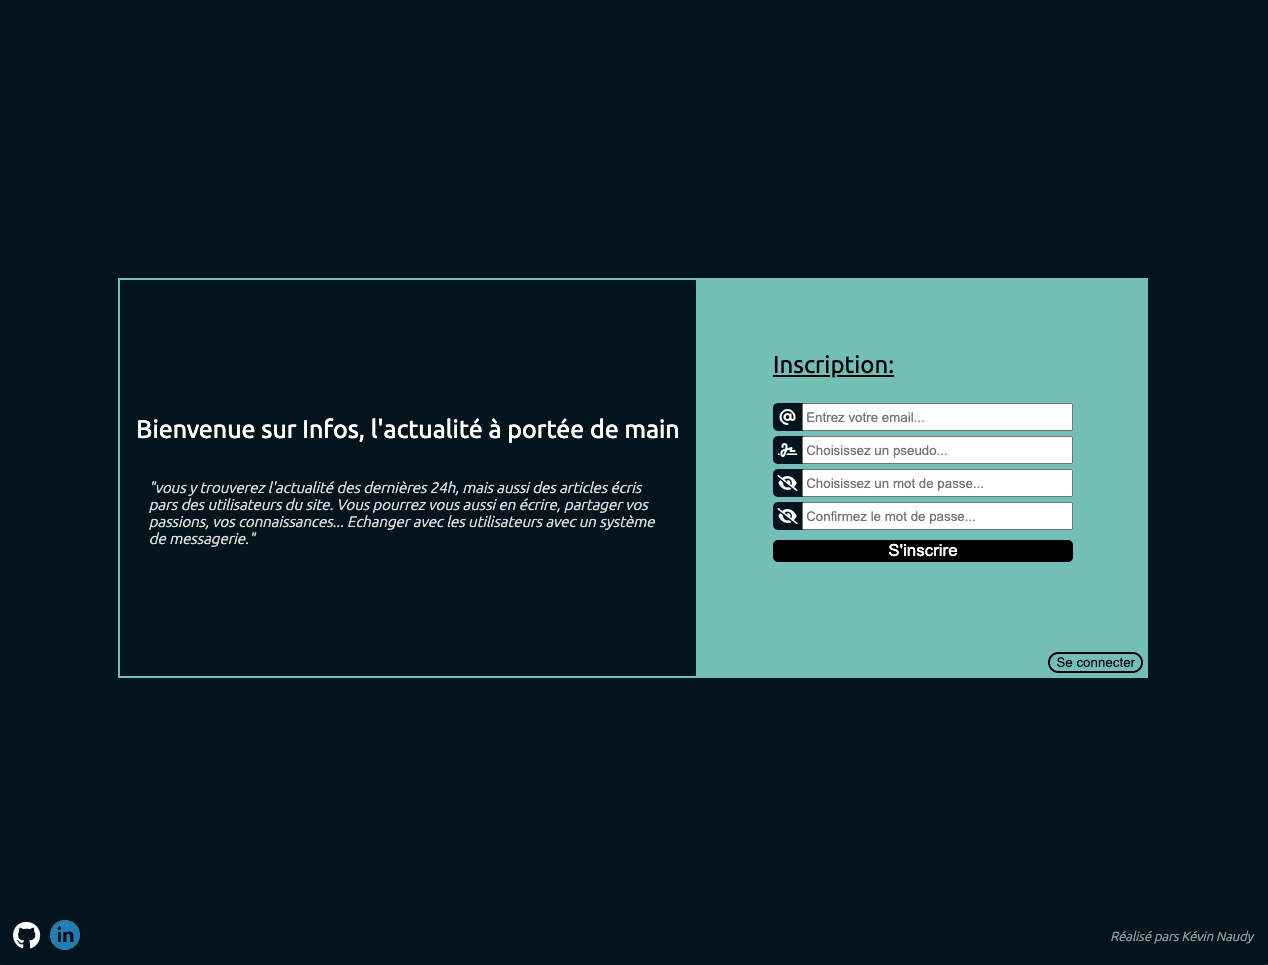 Bienvenue sur Infos, l'actualité à portée de main
"vous y trouverez l'actualité des dernières 24h, mais aussi des articles écris
pars des utilisateurs du site. Vous pourrez vous aussi en écrire, partager vos
passions, vos connaissances... Echanger avec les utilisateurs avec un système
de messagerie."
Inscription:
@ Entrez votre email...
Choisissez un pseudo...
Choisissez un mot de passe...
Confirmez le mot de passe...
S'inscrire
Se connecter
in
Réalisé pars Kévin Naudy